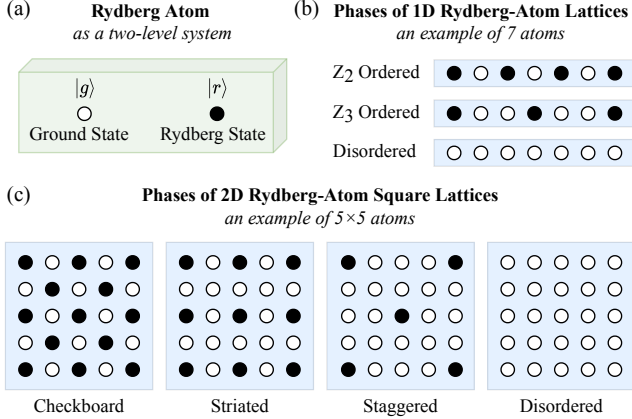 (a)
Rydberg Atom
as a two-level system
|g⟩
|r⟩
Ground State
Rydberg State
(b)
Phases of 1D Rydberg-Atom Lattices
an example of 7 atoms
Z2 Ordered
Z3 Ordered
Disordered
(c)
Phases of 2D Rydberg-Atom Square Lattices
an example of 5×5 atoms
Checkboard
Striated
Staggered
Disordered